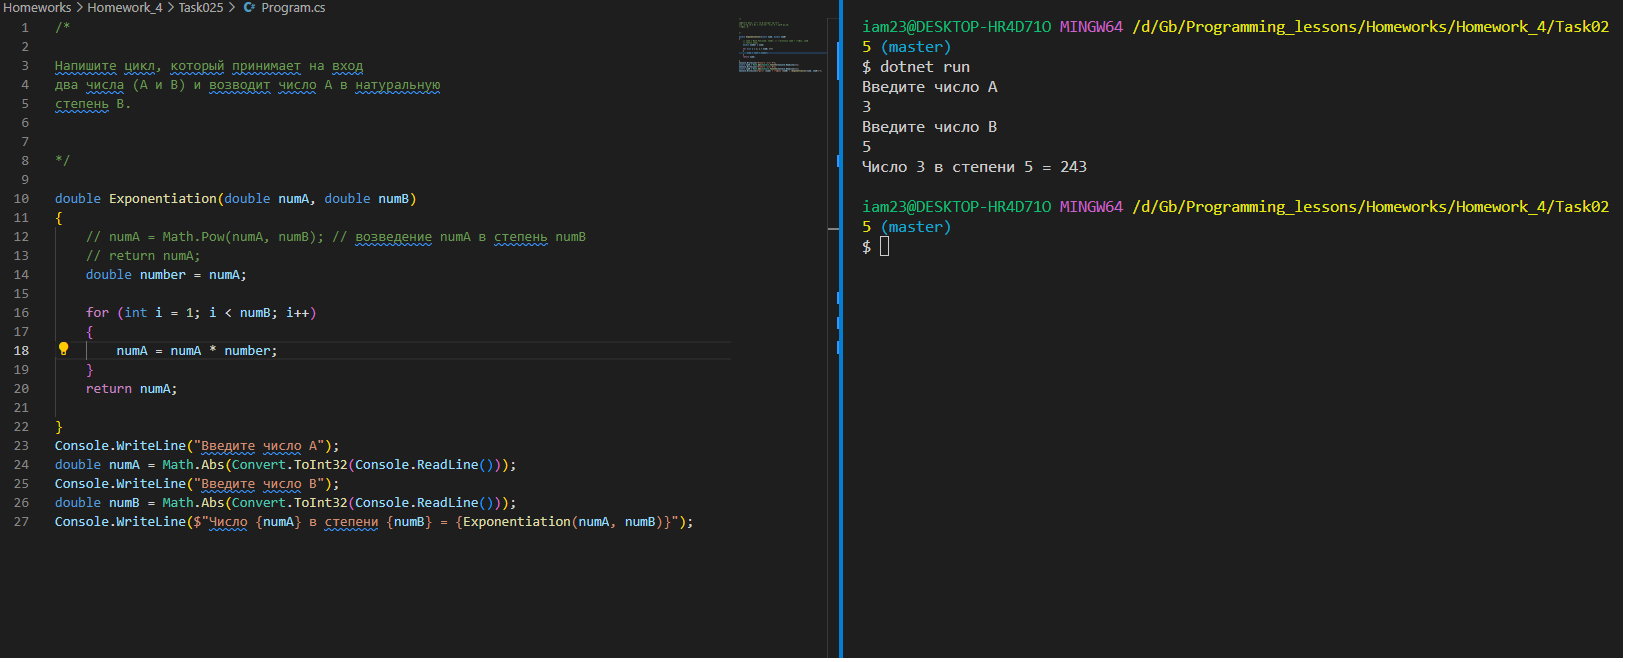 Homeworks > Homework_4 > Task025 > Program.cs
1 /*
2
3 Напишите цикл, который принимает на вход
4 два числа (A и B) и возводит число A в натуральную
5 степень B.
6
7
8 */
9
10 double Exponentiation(double numA, double numB)
11 {
12 // numA = Math.Pow(numA, numB); // возведение numA в степень numB
13 // return numA;
14 double number = numA;
15
16 for (int i = 1; i < numB; i++)
17 {
18 numA = numA * number;
19 }
20 return numA;
21
22 }
23 Console.WriteLine("Введите число A");
24 double numA = Math.Abs(Convert.ToInt32(Console.ReadLine()));
25 Console.WriteLine("Введите число B");
26 double numB = Math.Abs(Convert.ToInt32(Console.ReadLine()));
27 Console.WriteLine($"Число {numA} в степени {numB} = {Exponentiation(numA, numB)}");
iam23@DESKTOP-HR4D71O MINGW64 /d/Gb/Programming_lessons/Homeworks/Homework_4/Task02
5 (master)
$ dotnet run
Введите число A
3
Введите число B
5
Число 3 в степени 5 = 243
iam23@DESKTOP-HR4D71O MINGW64 /d/Gb/Programming_lessons/Homeworks/Homework_4/Task02
5 (master)
$